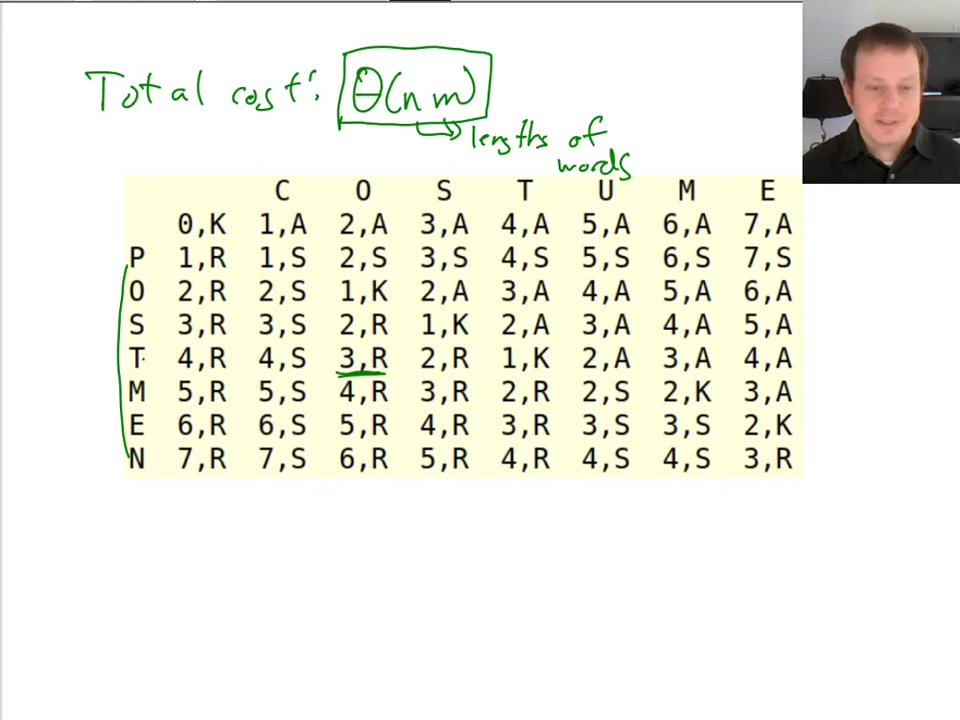 Total cost: Θ(nm)
lengths of
words
C O S T U M E
0,K 1,A 2,A 3,A 4,A 5,A 6,A 7,A
P 1,R 1,S 2,S 3,S 4,S 5,S 6,S 7,S
O 2,R 2,S 1,K 2,A 3,A 4,A 5,A 6,A
S 3,R 3,S 2,R 1,K 2,A 3,A 4,A 5,A
T 4,R 4,S 3,R 2,R 1,K 2,A 3,A 4,A
M 5,R 5,S 4,R 3,R 2,R 2,S 2,K 3,A
E 6,R 6,S 5,R 4,R 3,R 3,S 3,S 2,K
N 7,R 7,S 6,R 5,R 4,R 4,S 4,S 3,R